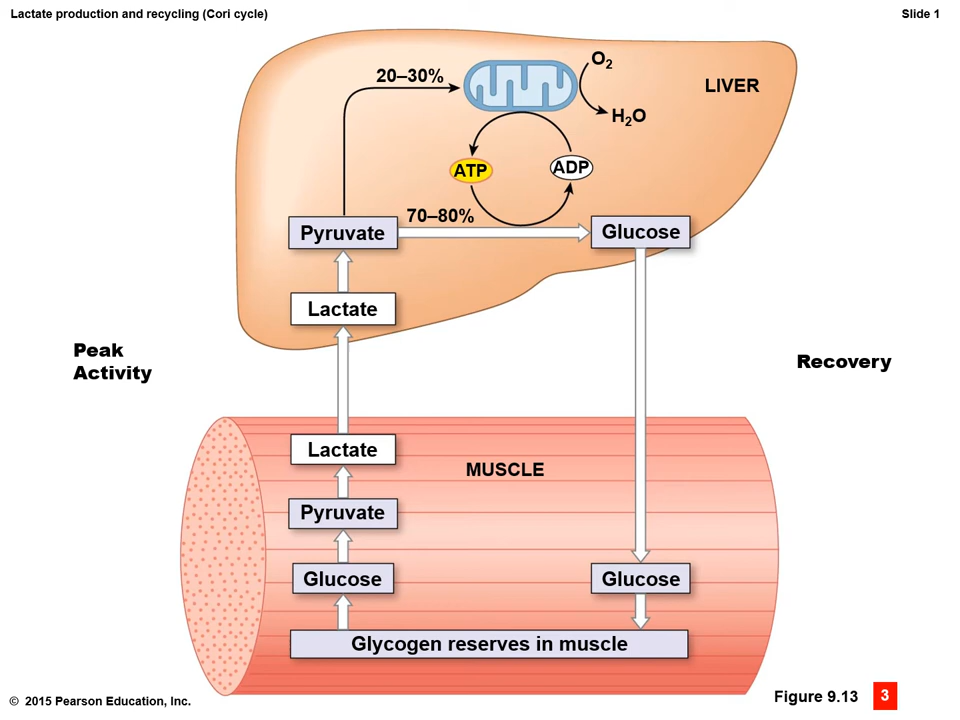 Lactate production and recycling (Cori cycle)
Slide 1
20–30%
O₂
LIVER
H₂O
ATP
ADP
70–80%
Pyruvate
Glucose
Lactate
Peak
Activity
Recovery
Lactate
MUSCLE
Pyruvate
Glucose
Glucose
Glycogen reserves in muscle
© 2015 Pearson Education, Inc.
Figure 9.13
3